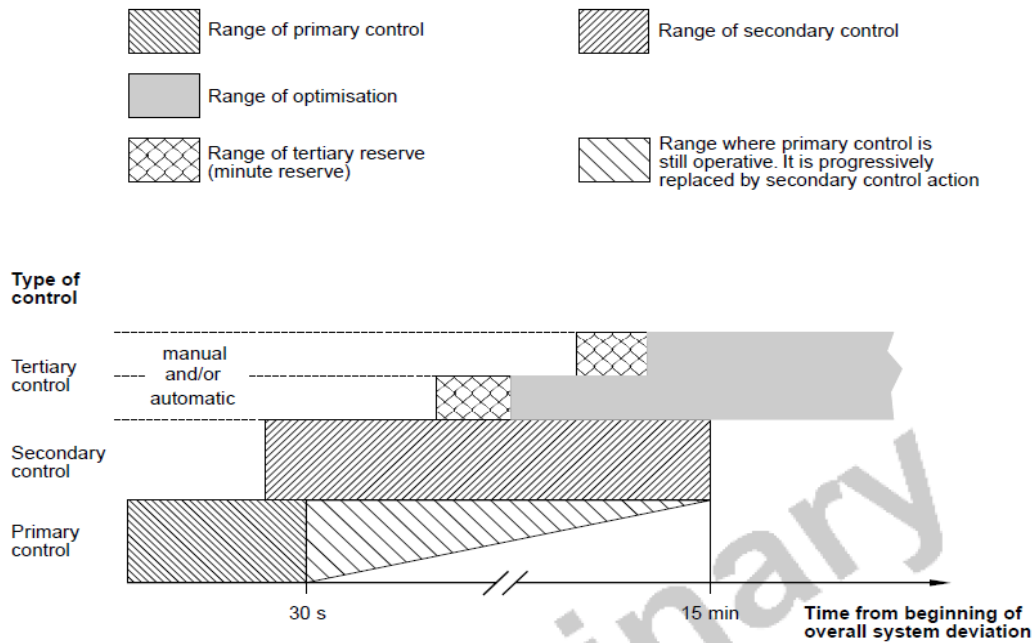 Range of primary control
Range of secondary control
Range of optimisation
Range of tertiary reserve
(minute reserve)
Range where primary control is
still operative. It is progressively
replaced by secondary control action
Type of
control
Tertiary
control
manual
and/or
automatic
Secondary
control
Primary
control
30 s
15 min
Time from beginning of
overall system deviation
inary